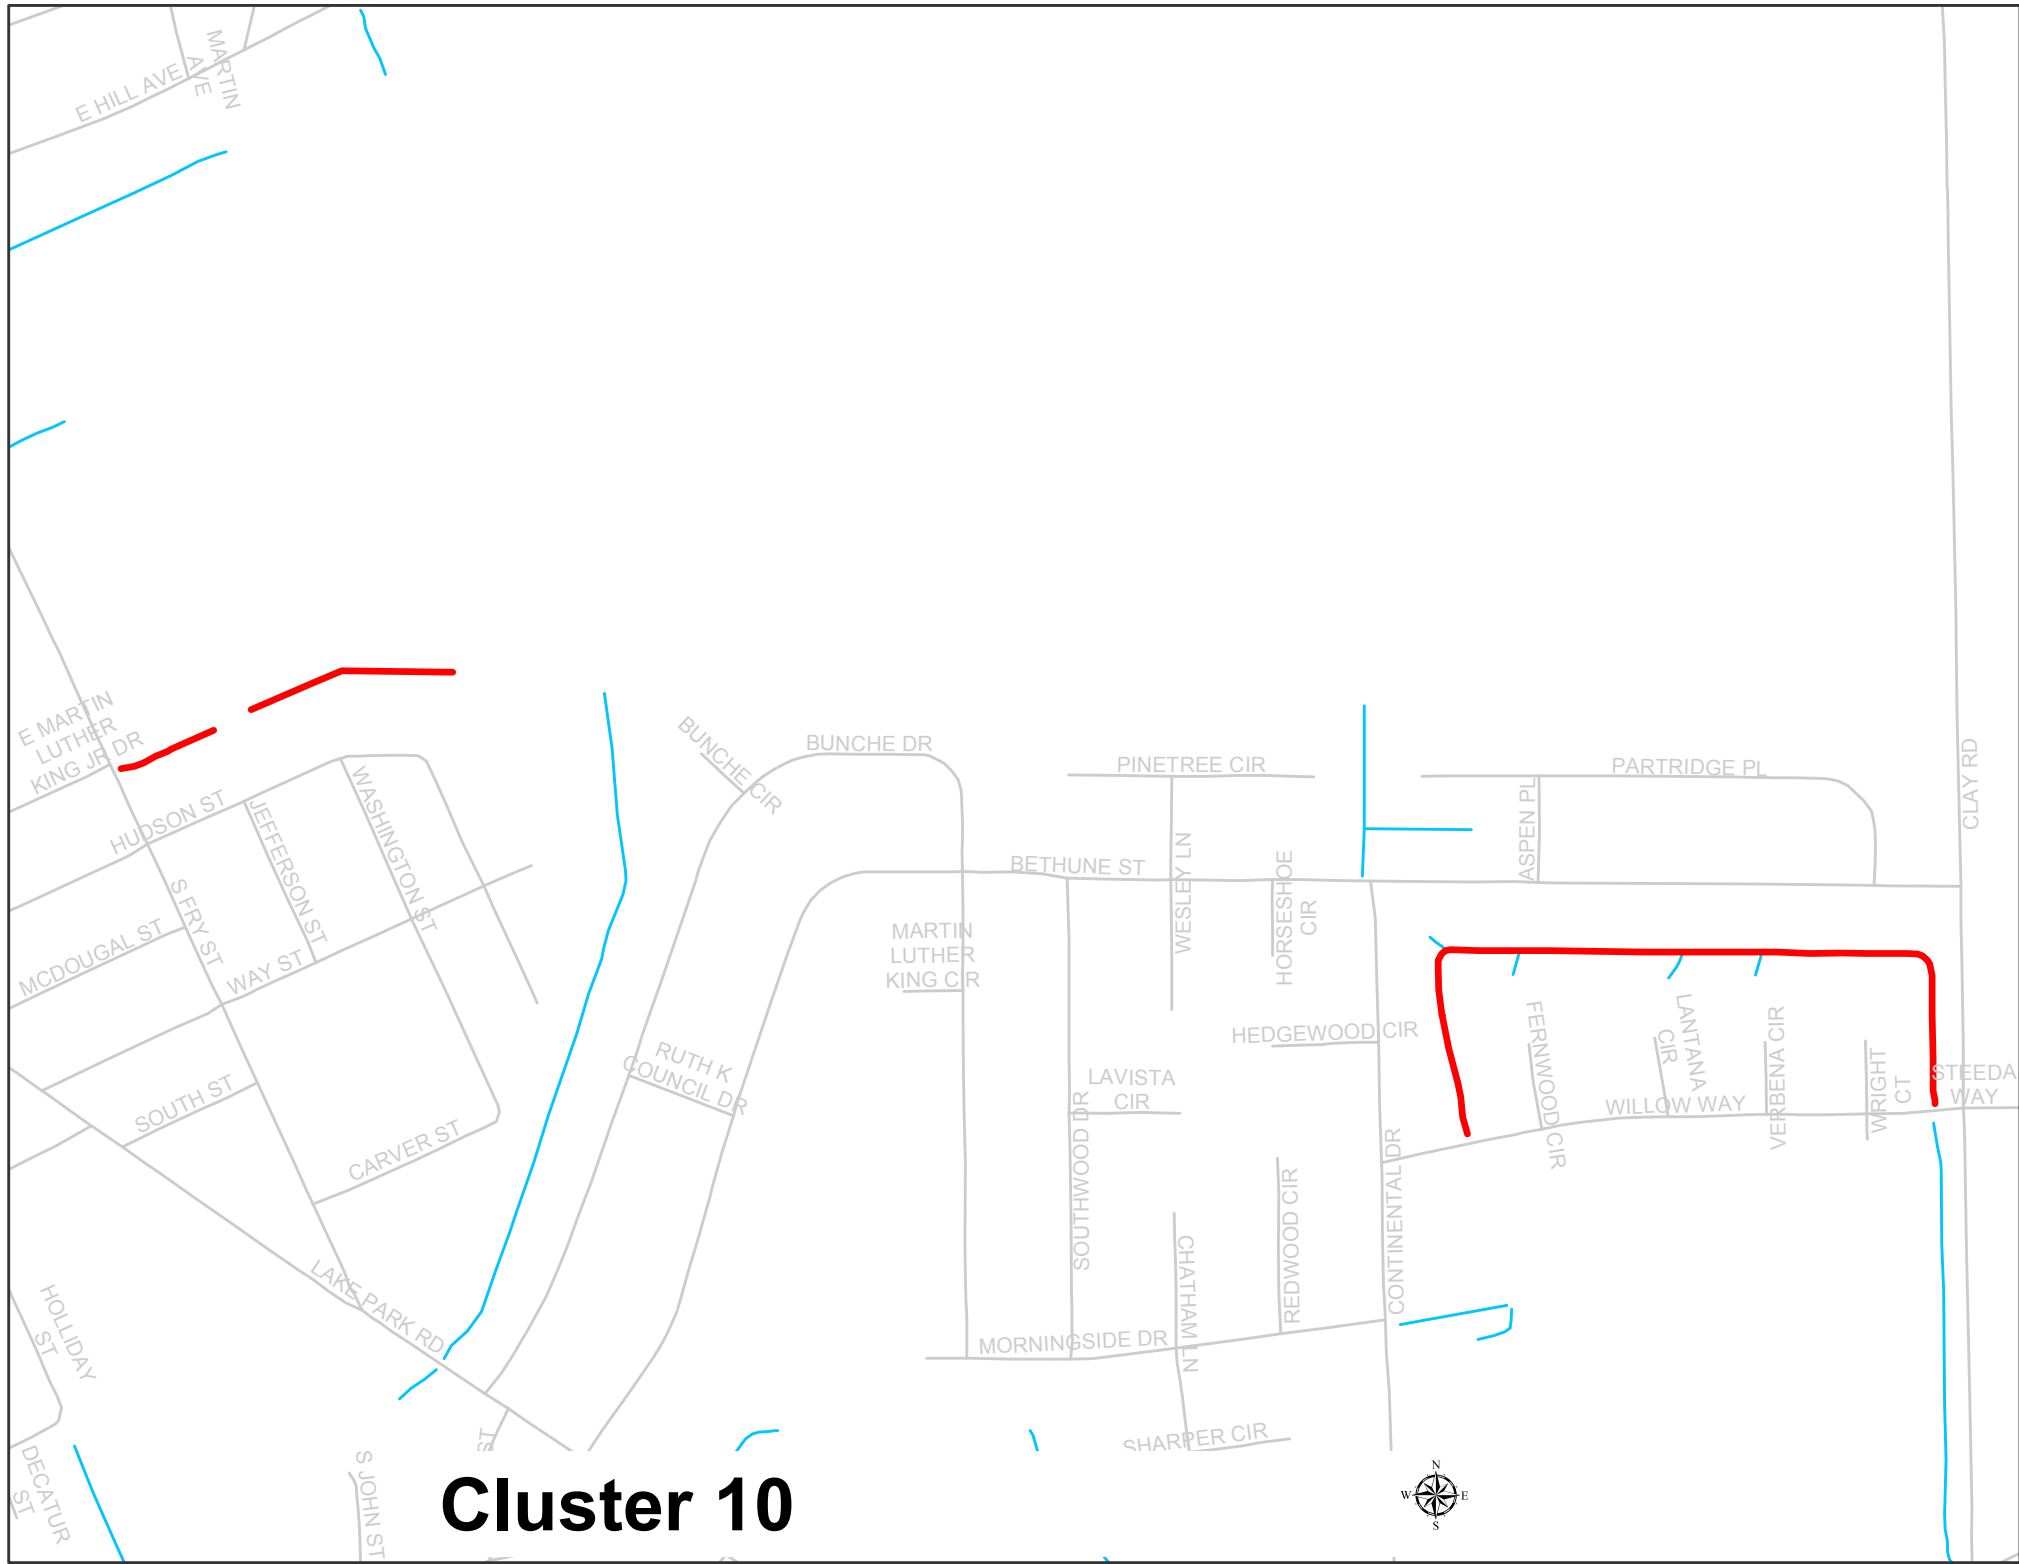 MARTIN
AVE
E HILL AVE
E MARTIN
LUTHER
KING JR DR
HUDSON ST
JEFFERSON ST
WASHINGTON ST
S FRY ST
MCDOUGAL ST
WAY ST
SOUTH ST
CARVER ST
LAKE PARK RD
HOLLIDAY
ST
DECATUR
ST
S JOHN ST
ST
BUNCHE CIR
BUNCHE DR
RUTH K
COUNCIL DR
BETHUNE ST
MARTIN
LUTHER
KING CIR
PINETREE CIR
WESLEY LN
HORSESHOE
CIR
HEDGEWOOD CIR
LAVISTA
CIR
SOUTHWOOD DR
REDWOOD CIR
CHATHAM LN
MORNINGSIDE DR
CONTINENTAL DR
SHARPER CIR
PARTRIDGE PL
ASPEN PL
CLAY RD
FERNWOOD CIR
LANTANA
CIR
VERBENA CIR
WRIGHT
CT
WILLOW WAY
STEEDA
WAY
Cluster 10
N
W
E
S